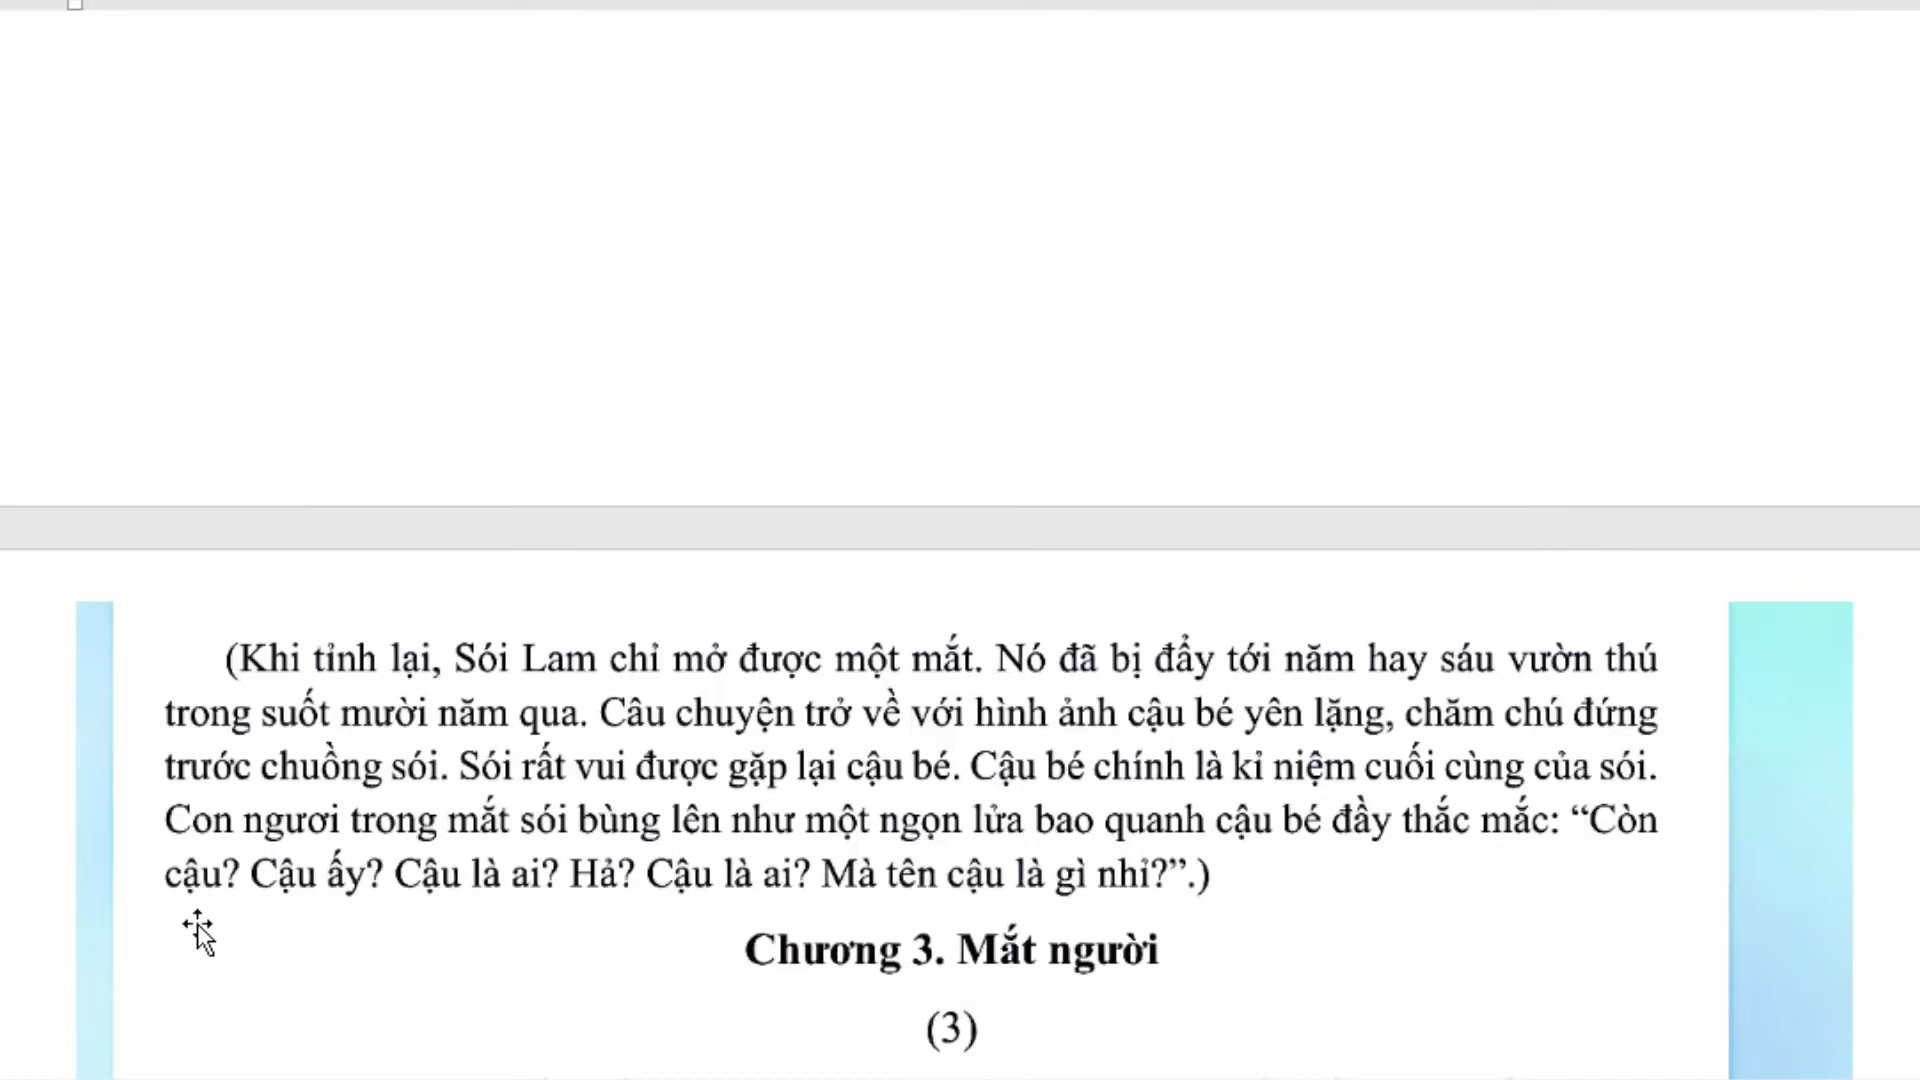 (Khi tỉnh lại, Sói Lam chỉ mở được một mắt. Nó đã bị đẩy tới năm hay sáu vườn thú
trong suốt mười năm qua. Câu chuyện trở về với hình ảnh cậu bé yên lặng, chăm chú đứng
trước chuồng sói. Sói rất vui được gặp lại cậu bé. Cậu bé chính là kỉ niệm cuối cùng của sói.
Con ngươi trong mắt sói bùng lên như một ngọn lửa bao quanh cậu bé đầy thắc mắc: “Còn
cậu? Cậu ấy? Cậu là ai? Hả? Cậu là ai? Mà tên cậu là gì nhỉ?”.)
Chương 3. Mắt người
(3)